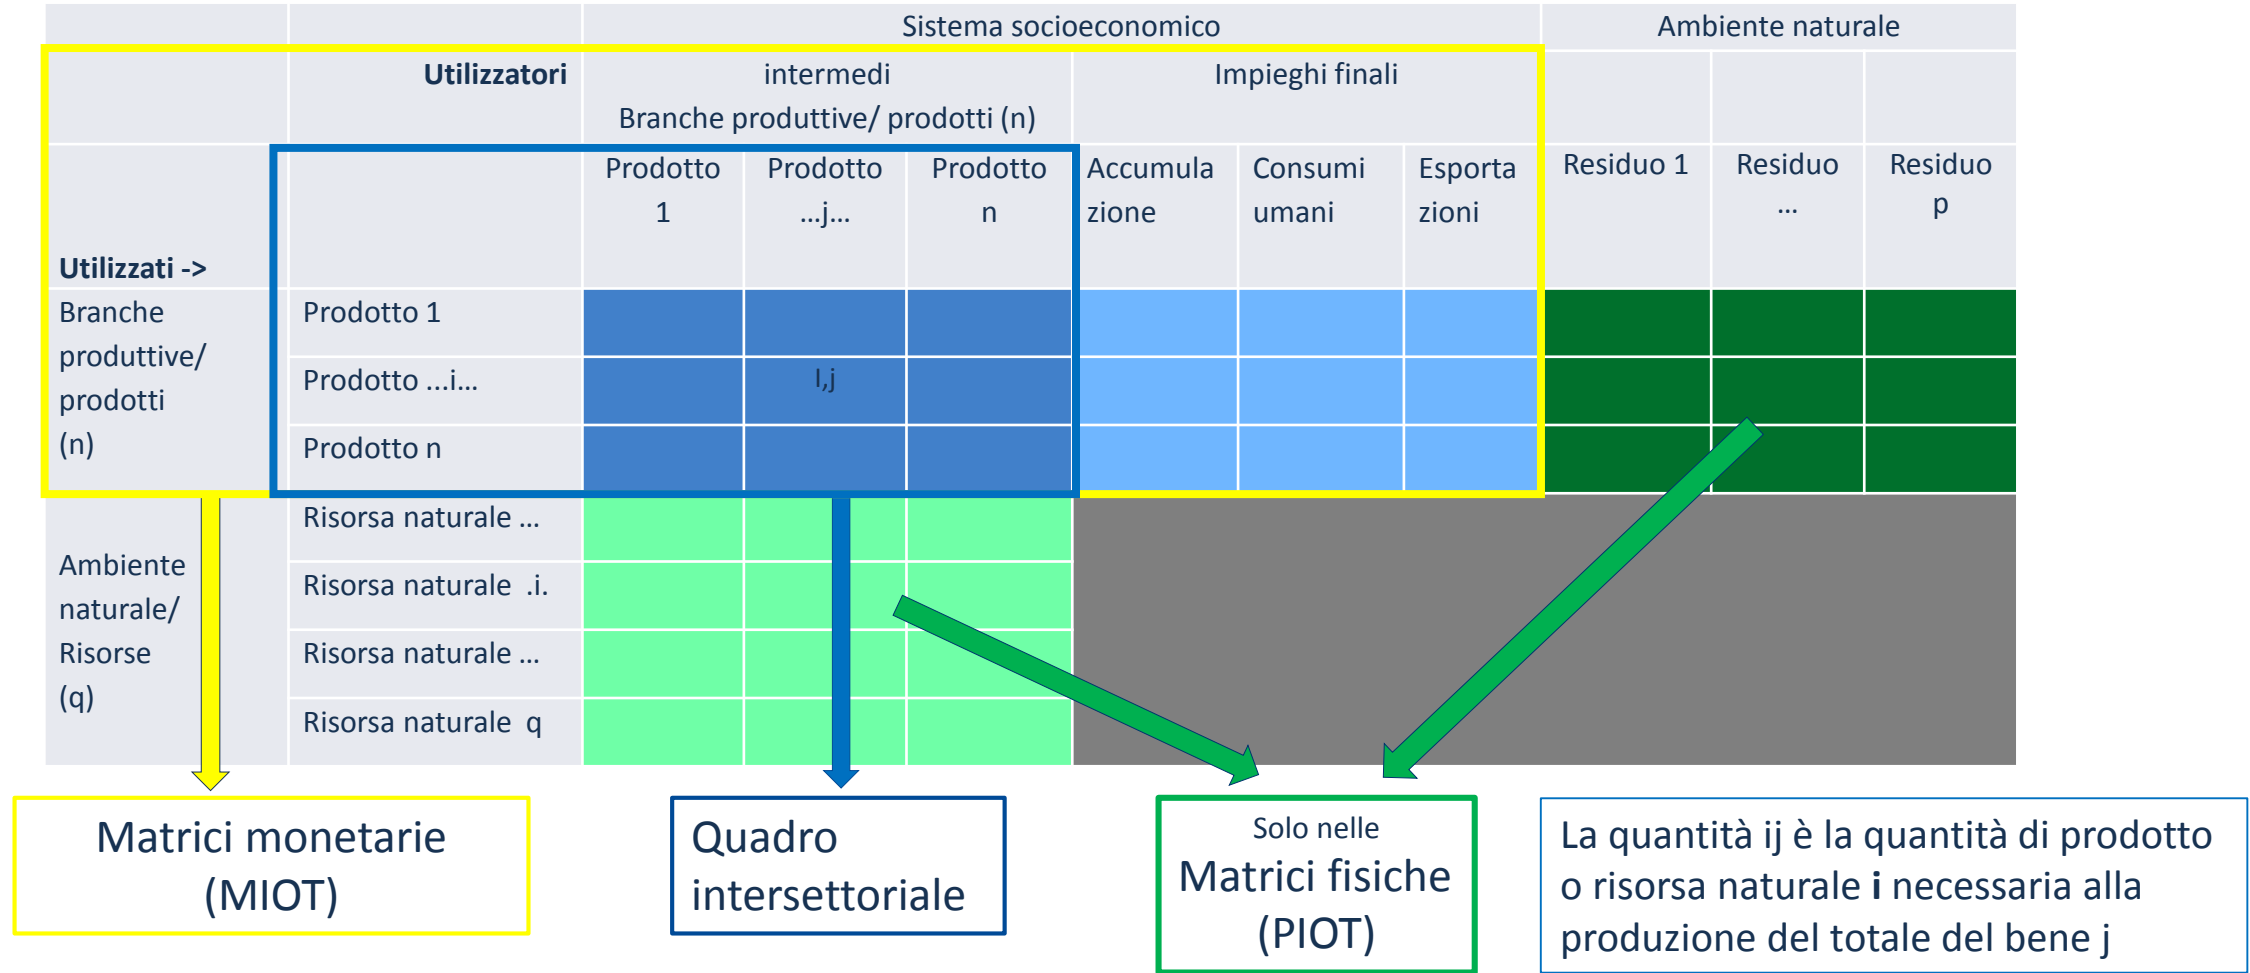 Sistema socioeconomico
Ambiente naturale
Utilizzatori
intermedi
Branche produttive/ prodotti (n)
Impieghi finali
Utilizzati ->
Prodotto
1
Prodotto
...j...
Prodotto
n
Accumula
zione
Consumi
umani
Esporta
zioni
Residuo 1
Residuo
...
Residuo
p
Branche
produttive/
prodotti
(n)
Prodotto 1
Prodotto ...i...
I,j
Prodotto n
Ambiente
naturale/
Risorse
(q)
Risorsa naturale ...
Risorsa naturale .i.
Risorsa naturale ...
Risorsa naturale q
Matrici monetarie
(MIOT)
Quadro
intersettoriale
Solo nelle
Matrici fisiche
(PIOT)
La quantità ij è la quantità di prodotto
o risorsa naturale i necessaria alla
produzione del totale del bene j